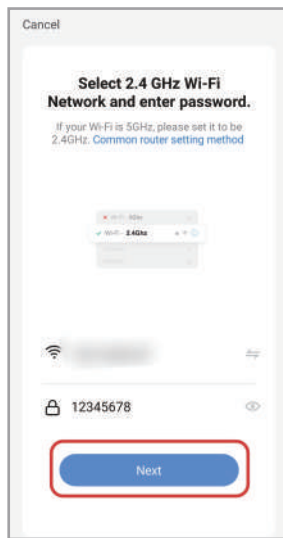 Cancel
Select 2.4 GHz Wi-Fi
Network and enter password.
If your Wi-Fi is 5GHz, please set it to be
2.4GHz. Common router setting method
Wi-Fi - 5Ghz
Wi-Fi - 2.4Ghz
12345678
Next